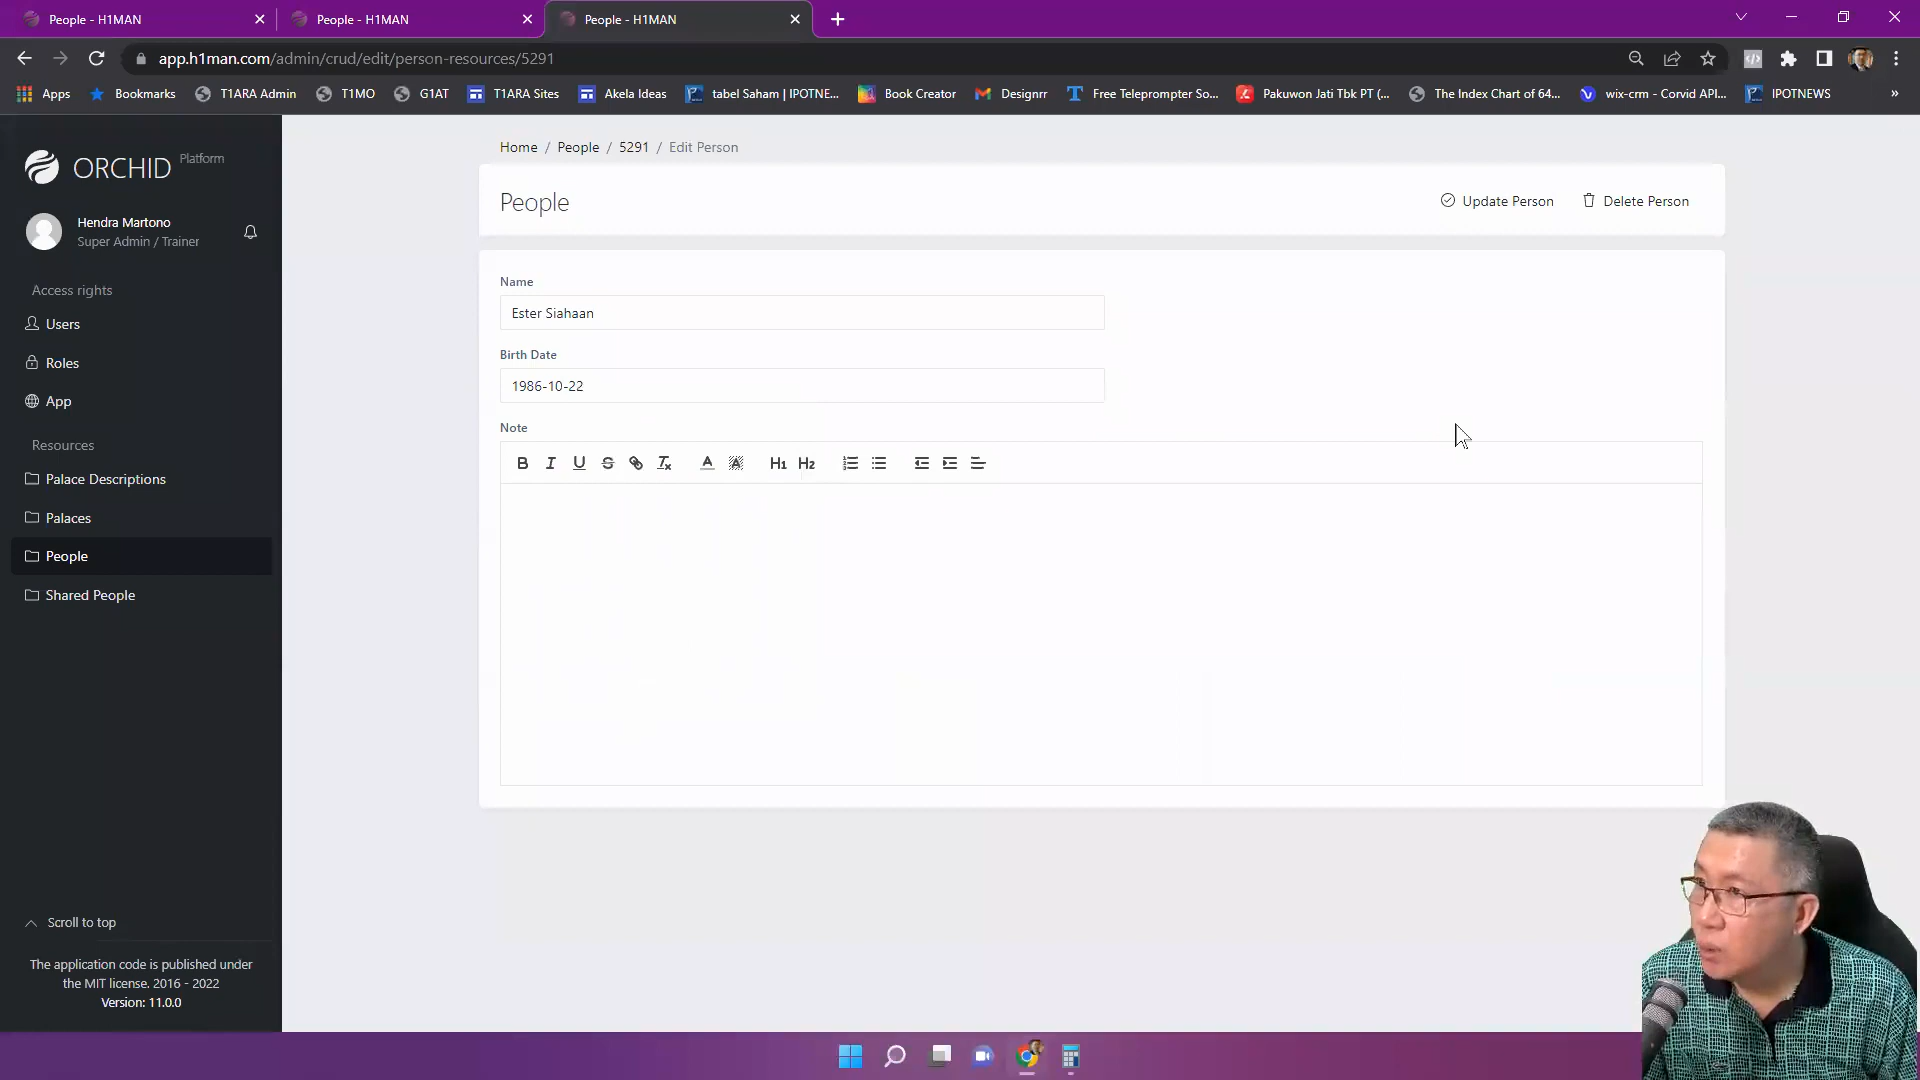 People - H1MAN
People - H1MAN
People - H1MAN
app.h1man.com/admin/crud/edit/person-resources/5291
Apps
Bookmarks
T1ARA Admin
T1MO
G1AT
T1ARA Sites
Akela Ideas
tabel Saham | IPOTNE...
Book Creator
Designrr
Free Teleprompter So...
Pakuwon Jati Tbk PT (...
The Index Chart of 64...
wix-crm - Corvid API...
IPOTNEWS
»
ORCHID Platform
Hendra Martono
Super Admin / Trainer
Access rights
Users
Roles
App
Resources
Palace Descriptions
Palaces
People
Shared People
Scroll to top
The application code is published under
the MIT license. 2016 - 2022
Version: 11.0.0
Home / People / 5291 / Edit Person
People
Update Person
Delete Person
Name
Ester Siahaan
Birth Date
1986-10-22
Note
B I U S A H1 H2